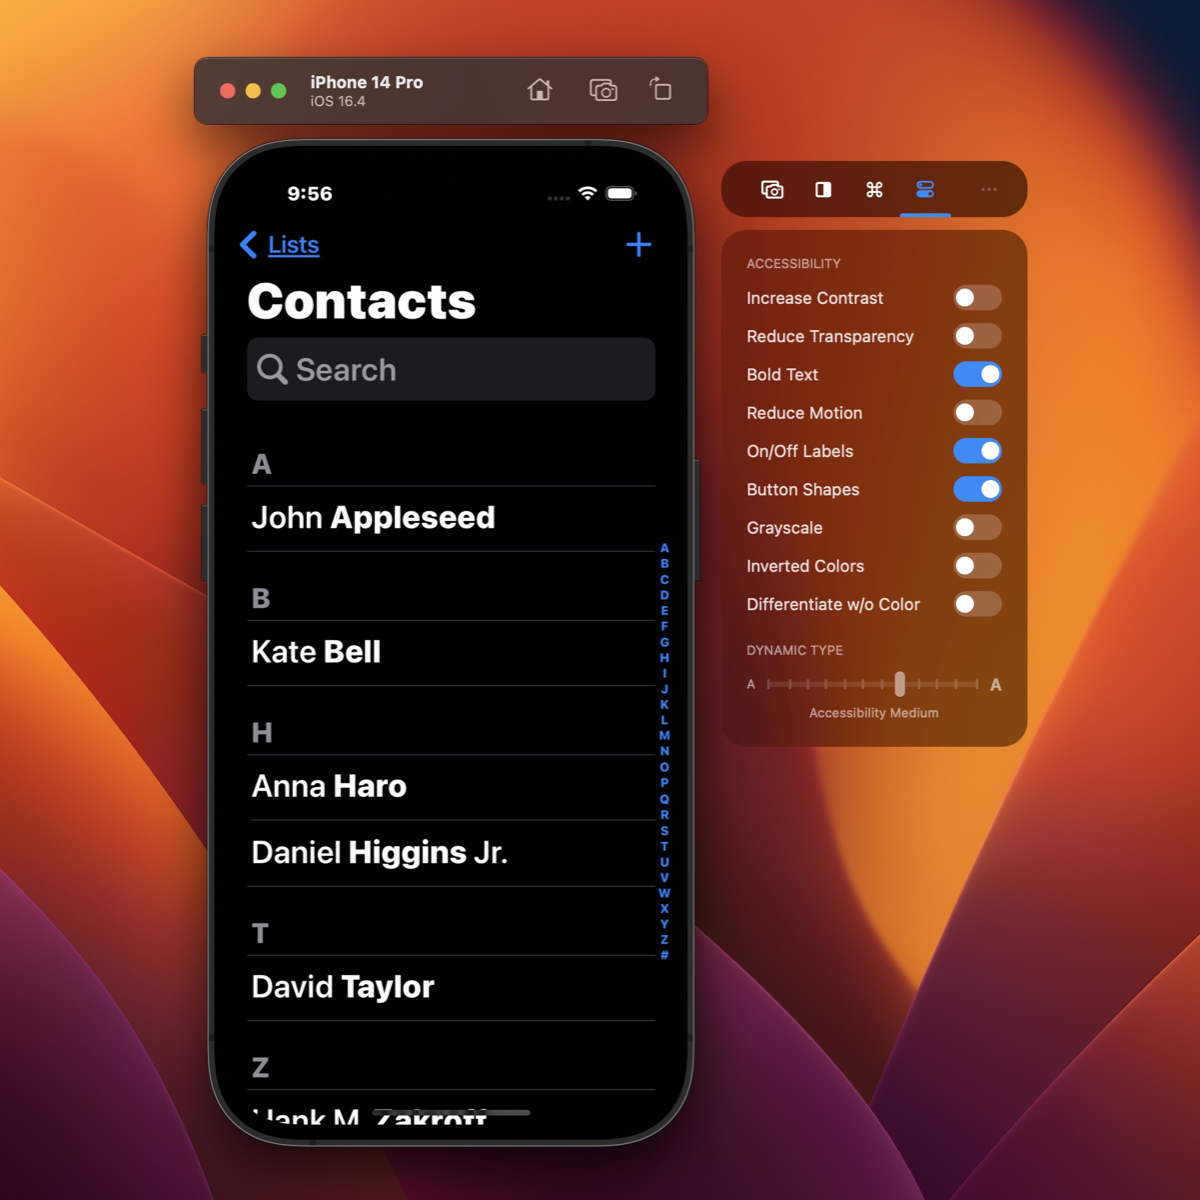 iPhone 14 Pro
iOS 16.4
9:56
Lists
Contacts
Search
A
John Appleseed
B
Kate Bell
H
Anna Haro
Daniel Higgins Jr.
T
David Taylor
Z
Hank M. Zakroff
A
B
C
D
E
F
G
H
I
J
K
L
M
N
O
P
Q
R
S
T
U
V
W
X
Y
Z
#
ACCESSIBILITY
Increase Contrast
Reduce Transparency
Bold Text
Reduce Motion
On/Off Labels
Button Shapes
Grayscale
Inverted Colors
Differentiate w/o Color
DYNAMIC TYPE
A A
Accessibility Medium